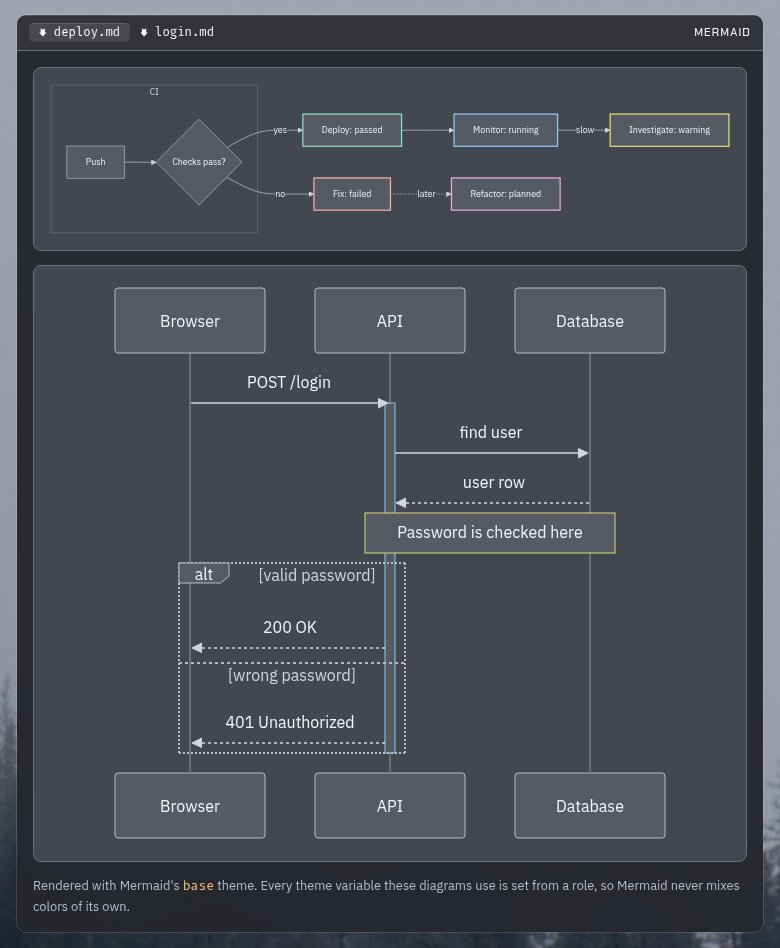 deploy.md
login.md
MERMAID
CI
Push
Checks pass?
yes
Deploy: passed
Monitor: running
slow
Investigate: warning
no
Fix: failed
later
Refactor: planned
Browser
API
Database
POST /login
find user
user row
Password is checked here
alt
[valid password]
200 OK
[wrong password]
401 Unauthorized
Browser
API
Database
Rendered with Mermaid's base theme. Every theme variable these diagrams use is set from a role, so Mermaid never mixes
colors of its own.